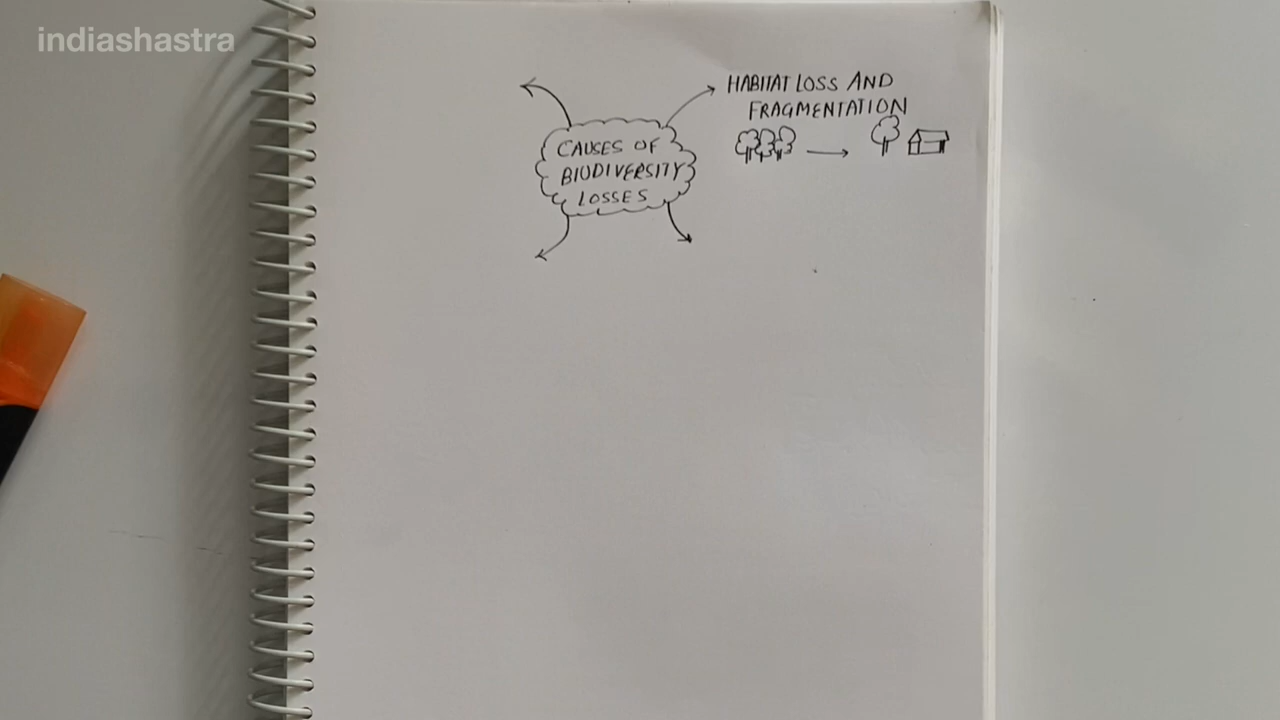 indiashastra
HABITAT LOSS AND
FRAGMENTATION
CAUSES OF
BIODIVERSITY
LOSSES